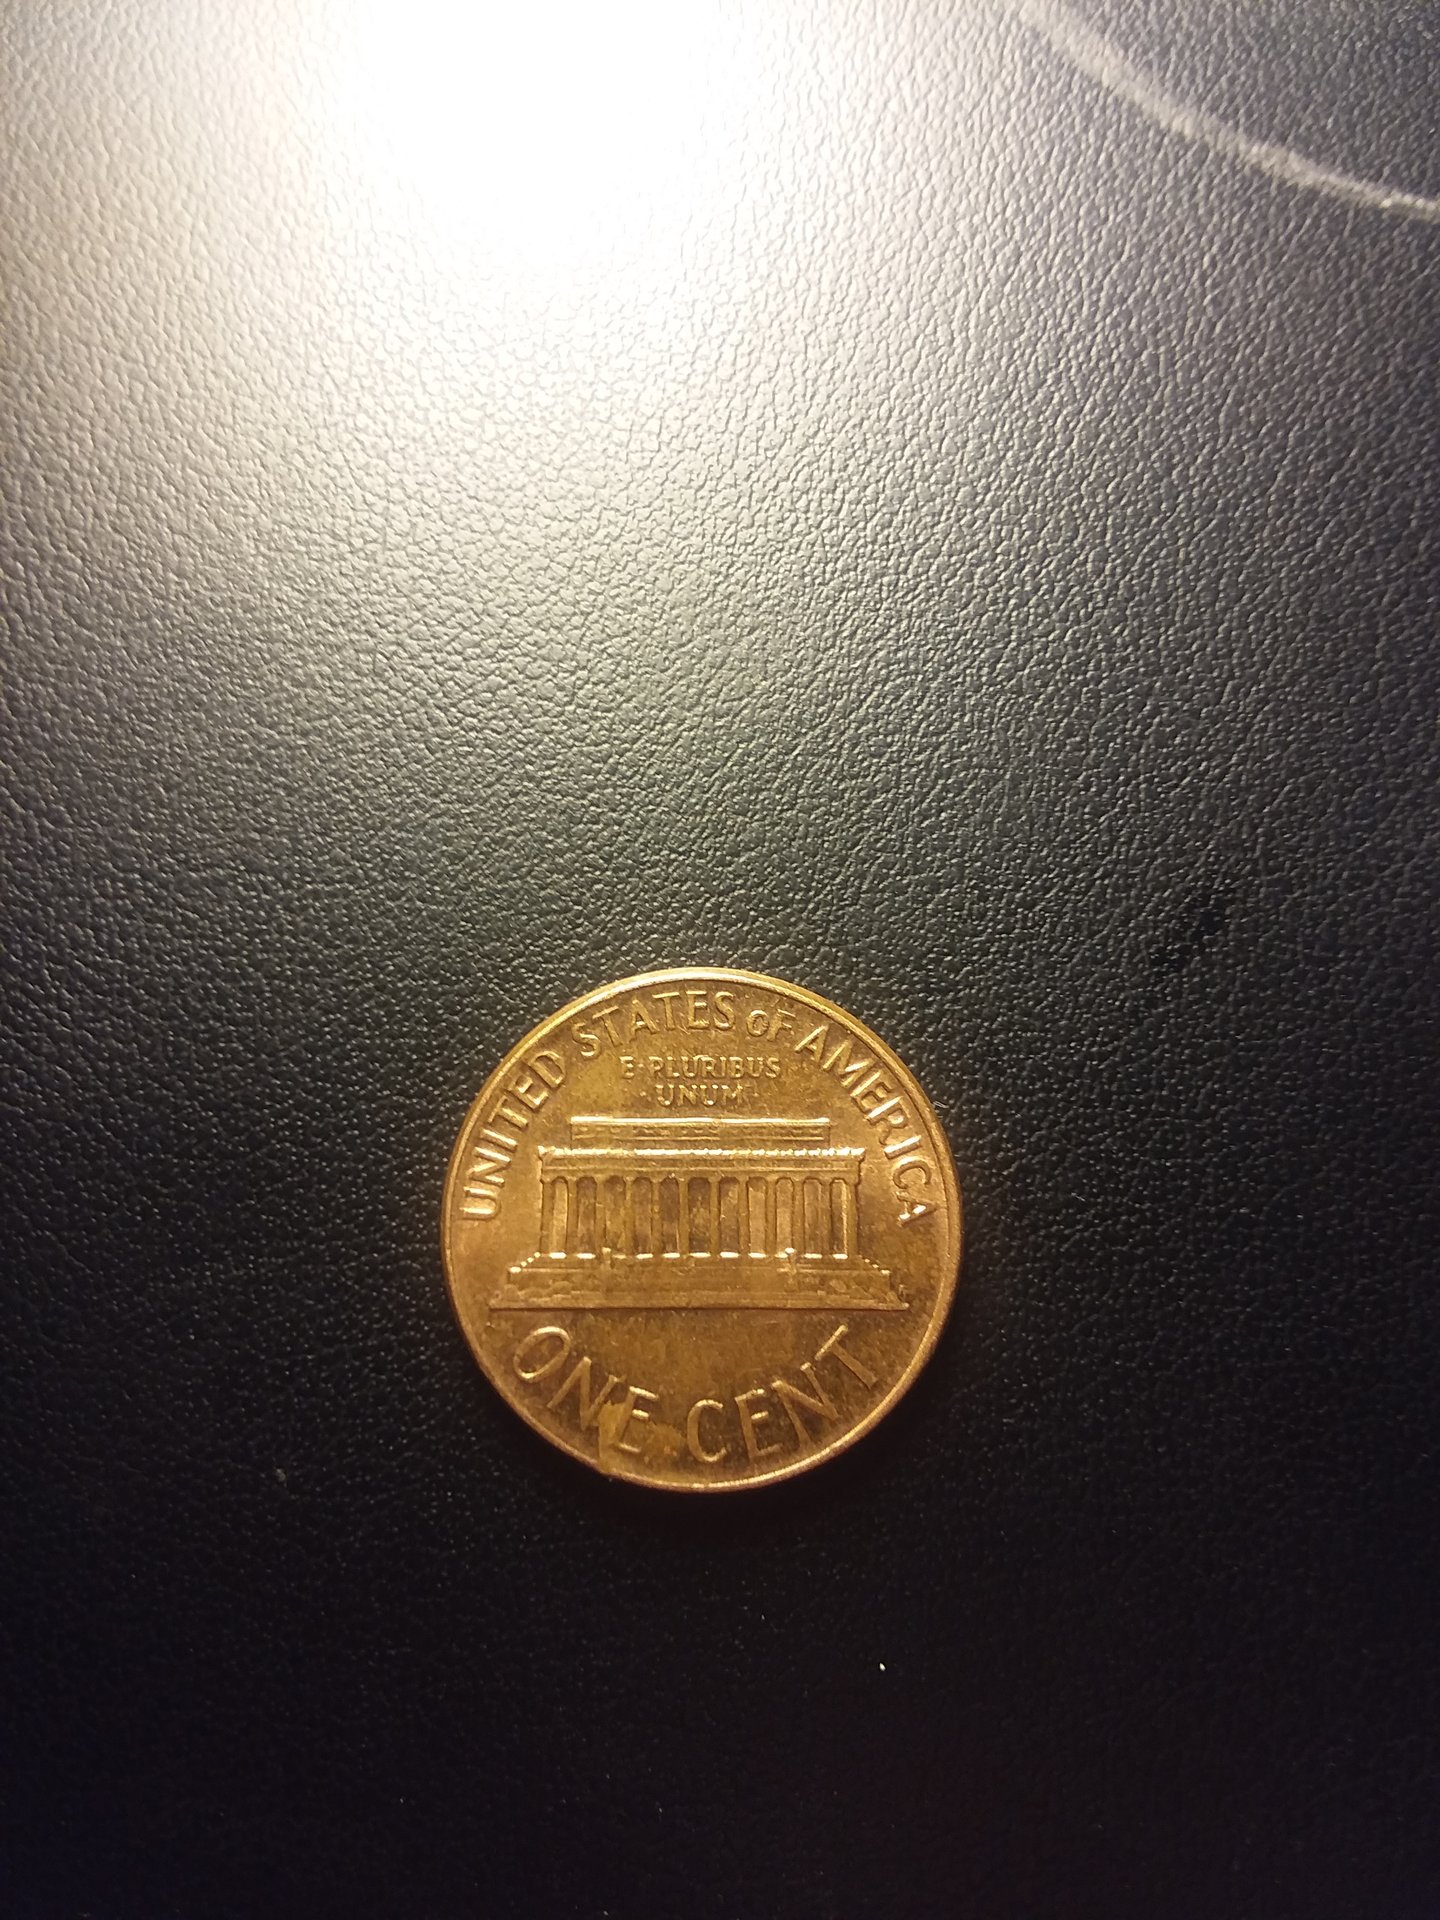 UNITED STATES OF AMERICA
E·PLURIBUS
·UNUM·
ONE CENT